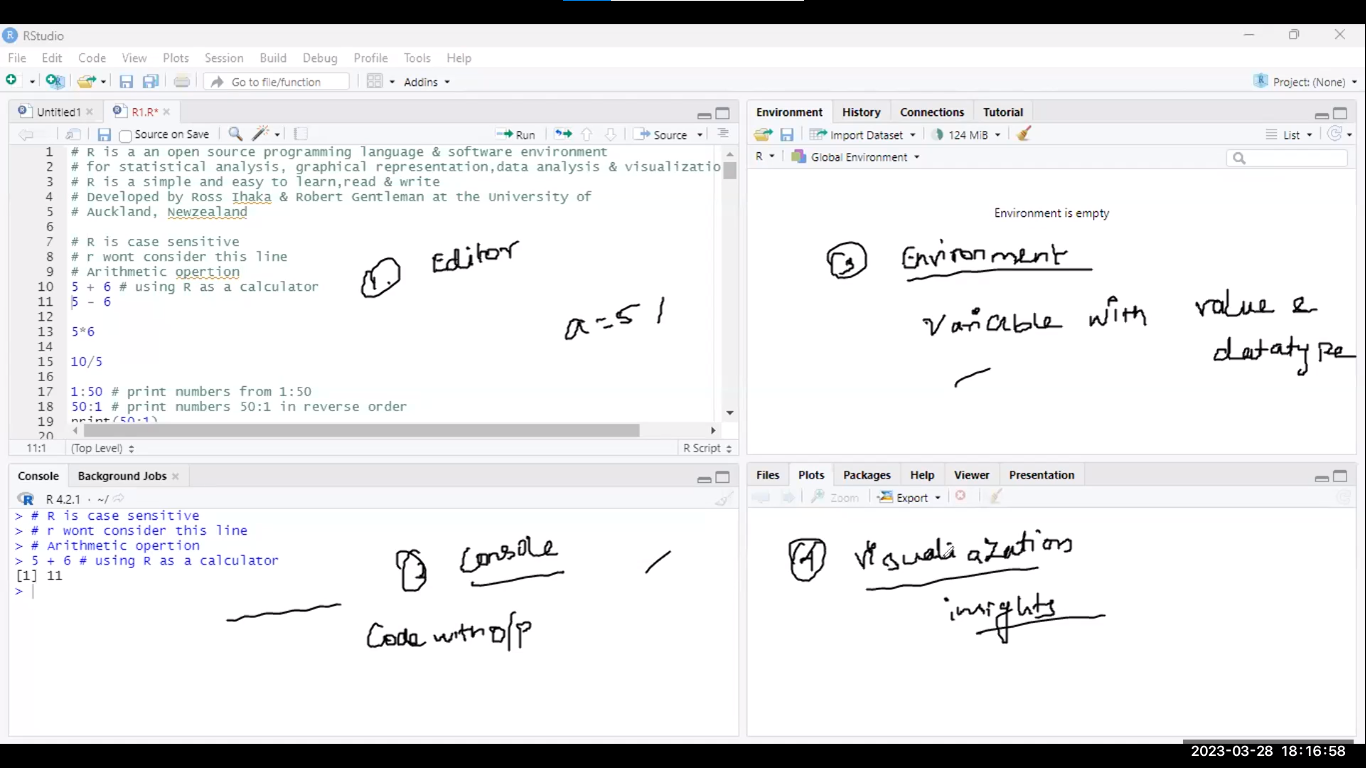 RStudio
File Edit Code View Plots Session Build Debug Profile Tools Help
Go to file/function Addins Project: (None)
Untitled1 R1.R*
Source on Save Run Source
1 # R is a an open source programming language & software environment
2 # for statistical analysis, graphical representation,data analysis & visualizatio
3 # R is a simple and easy to learn,read & write
4 # Developed by Ross Ihaka & Robert Gentleman at the University of
5 # Auckland, Newzealand
6
7 # R is case sensitive
8 # r wont consider this line
9 # Arithmetic opertion
10 5 + 6 # using R as a calculator
11 5 - 6
12
13 5*6
14
15 10/5
16
17 1:50 # print numbers from 1:50
18 50:1 # print numbers 50:1 in reverse order
19 print(50:1)
20
1. Editor
a=5
11:1 (Top Level) R Script
Environment History Connections Tutorial
Import Dataset 124 MiB List
R Global Environment
Environment is empty
3 Environment
Variable with value &
datatype
Console Background Jobs
R 4.2.1 · ~/
> # R is case sensitive
> # r wont consider this line
> # Arithmetic opertion
> 5 + 6 # using R as a calculator
[1] 11
>
Console
Code with O/P
Files Plots Packages Help Viewer Presentation
Zoom Export
4 Visualization
insights
2023-03-28 18:16:58